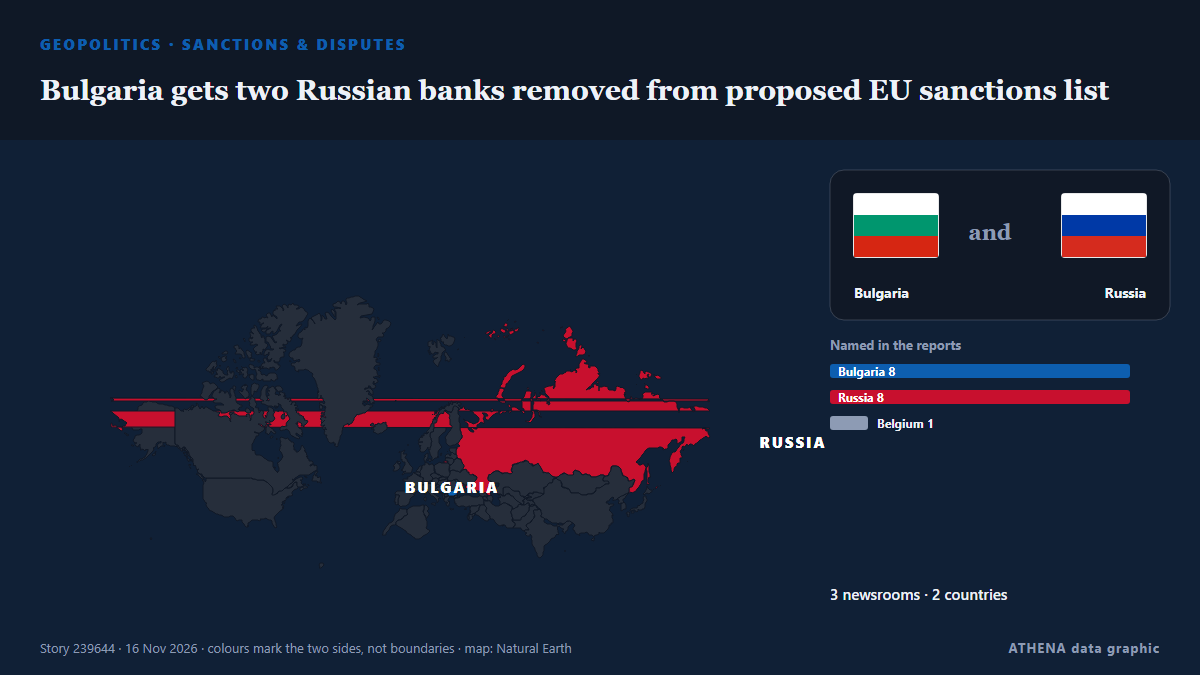 GEOPOLITICS · SANCTIONS & DISPUTES
Bulgaria gets two Russian banks removed from proposed EU sanctions list
and
Bulgaria
Russia
Named in the reports
Bulgaria 8
Russia 8
Belgium 1
RUSSIA
BULGARIA
3 newsrooms · 2 countries
Story 239644 · 16 Nov 2026 · colours mark the two sides, not boundaries · map: Natural Earth
ATHENA data graphic